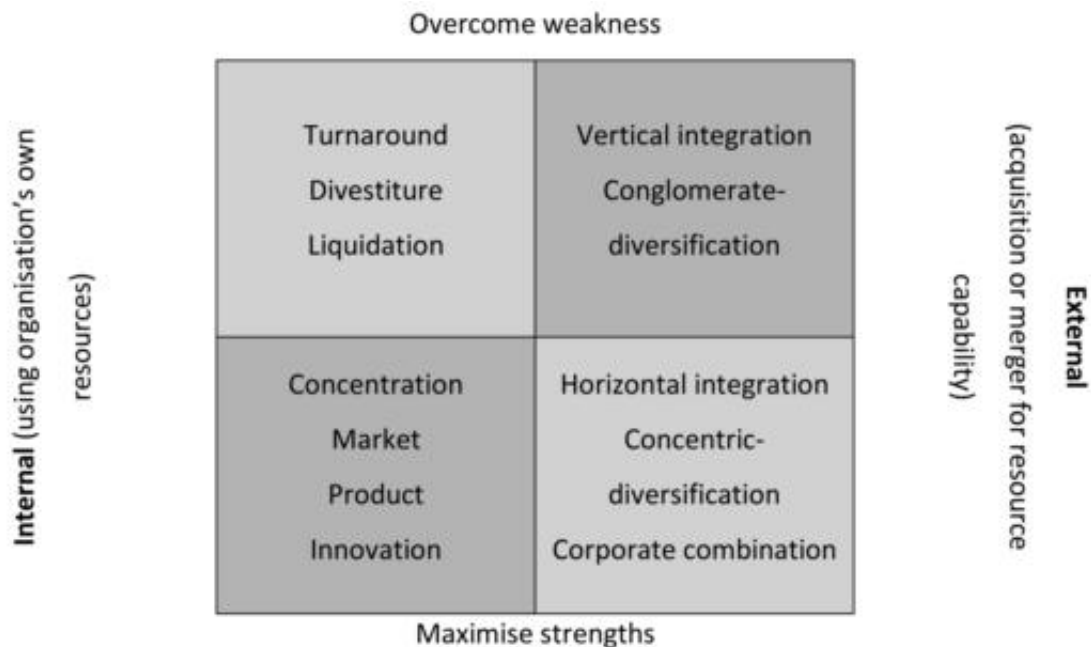 Overcome weakness
Internal (using organisation's own
resources)
Turnaround
Divestiture
Liquidation
Vertical integration
Conglomerate-
diversification
Concentration
Market
Product
Innovation
Horizontal integration
Concentric-
diversification
Corporate combination
External
(acquisition or merger for resource
capability)
Maximise strengths